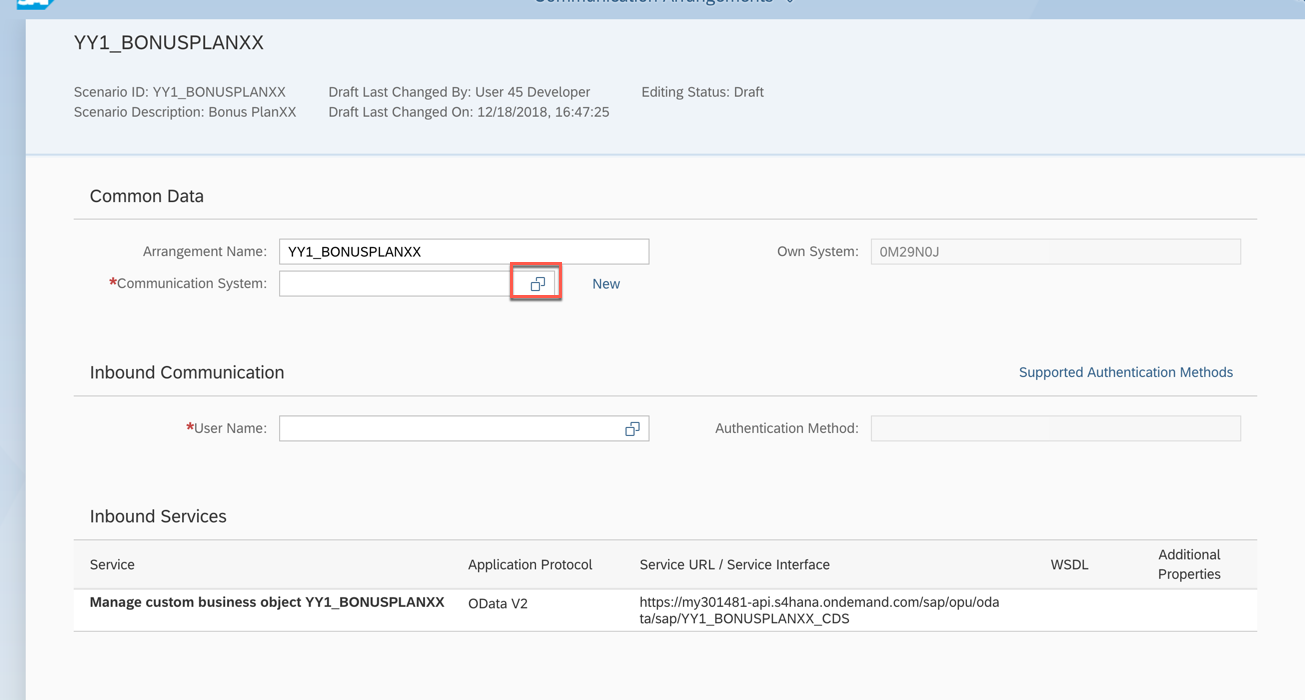 Communication Arrangements
YY1_BONUSPLANXX
Scenario ID: YY1_BONUSPLANXX
Draft Last Changed By: User 45 Developer
Editing Status: Draft
Scenario Description: Bonus PlanXX
Draft Last Changed On: 12/18/2018, 16:47:25
Common Data
Arrangement Name: YY1_BONUSPLANXX
Own System: 0M29N0J
*Communication System:
New
Inbound Communication
Supported Authentication Methods
*User Name:
Authentication Method:
Inbound Services
Service
Application Protocol
Service URL / Service Interface
WSDL
Additional
Properties
Manage custom business object YY1_BONUSPLANXX
OData V2
https://my301481-api.s4hana.ondemand.com/sap/opu/oda
ta/sap/YY1_BONUSPLANXX_CDS